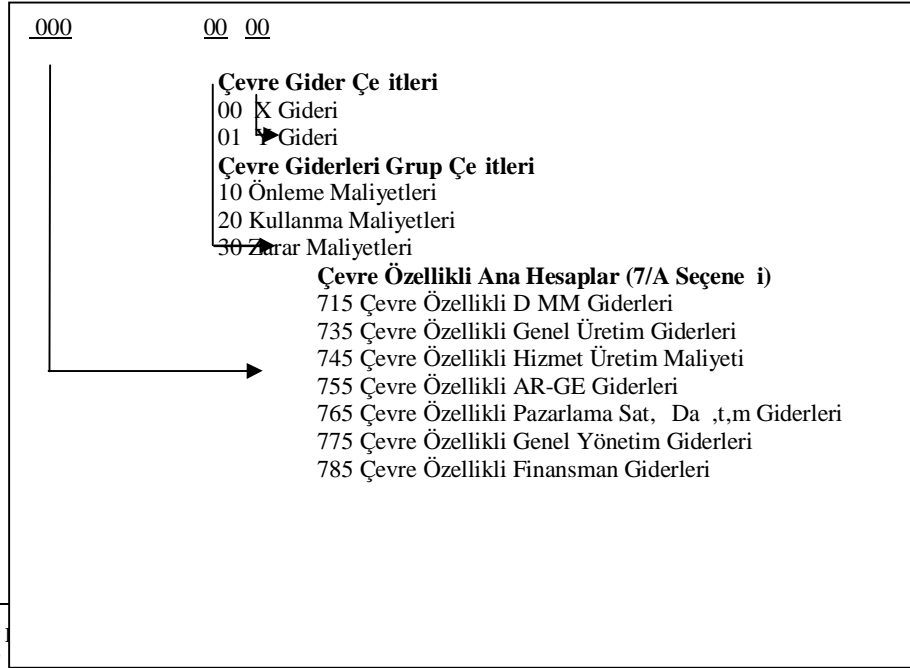 000 00 00
Çevre Gider Çe itleri
00 X Gideri
01 Y Gideri
Çevre Giderleri Grup Çe itleri
10 Önleme Maliyetleri
20 Kullanma Maliyetleri
30 Zarar Maliyetleri
Çevre Özellikli Ana Hesaplar (7/A Seçene i)
715 Çevre Özellikli D MM Giderleri
735 Çevre Özellikli Genel Üretim Giderleri
745 Çevre Özellikli Hizmet Üretim Maliyeti
755 Çevre Özellikli AR-GE Giderleri
765 Çevre Özellikli Pazarlama Sat, Da ,t,m Giderleri
775 Çevre Özellikli Genel Yönetim Giderleri
785 Çevre Özellikli Finansman Giderleri